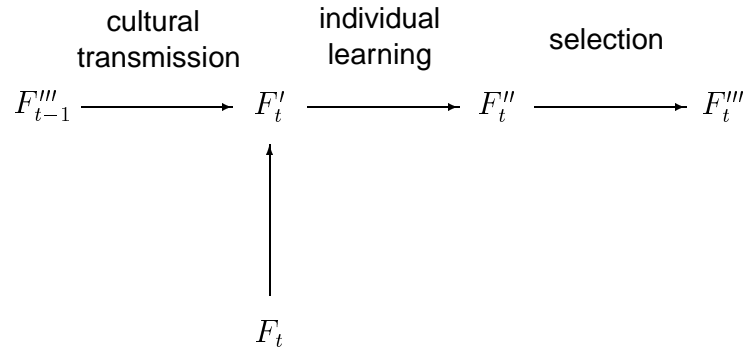 cultural transmission
individual learning
selection
F'''_{t-1}
F'_t
F''_t
F'''_t
F_t